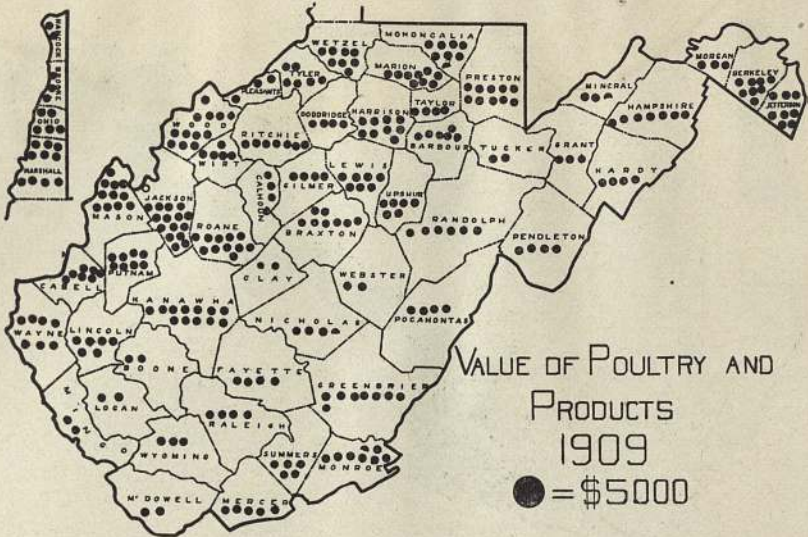 HANCOCK
BROOKE
OHIO
MARSHALL
MONONGALIA
WETZEL
MARION
PRESTON
TYLER
PLEASANTS
TAYLOR
HARRISON
DODDRIDGE
WOOD
RITCHIE
BARBOUR
TUCKER
MORGAN
BERKELEY
JEFFERSON
MINERAL
HAMPSHIRE
GRANT
HARDY
WIRT
CALHOUN
GILMER
LEWIS
UPSHUR
MASON
JACKSON
ROANE
BRAXTON
RANDOLPH
PENDLETON
PUTNAM
CABELL
CLAY
WEBSTER
KANAWHA
NICHOLAS
POCAHONTAS
WAYNE
LINCOLN
BOONE
FAYETTE
GREENBRIER
LOGAN
MINGO
RALEIGH
WYOMING
SUMMERS
MONROE
McDOWELL
MERCER
VALUE OF POULTRY AND
PRODUCTS
1909
= $5000